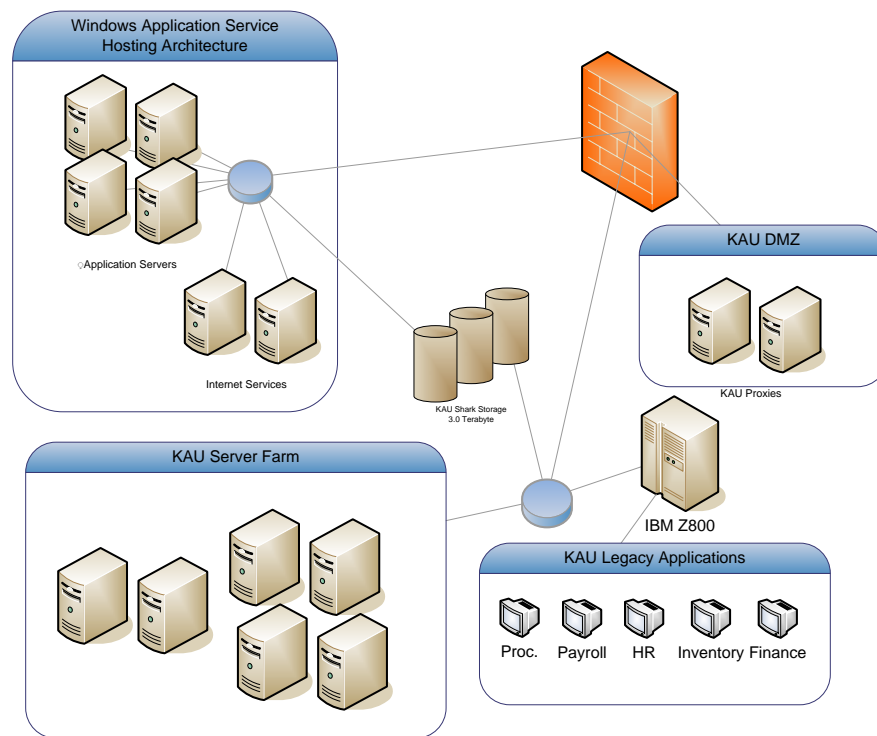 Windows Application Service
Hosting Architecture
Application Servers
Internet Services
KAU DMZ
KAU Proxies
KAU Shark Storage
3.0 Terabyte
IBM Z800
KAU Server Farm
KAU Legacy Applications
Proc.
Payroll
HR
Inventory
Finance